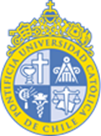 PONTIFICIA UNIVERSIDAD CATOLICA
DE CHILE